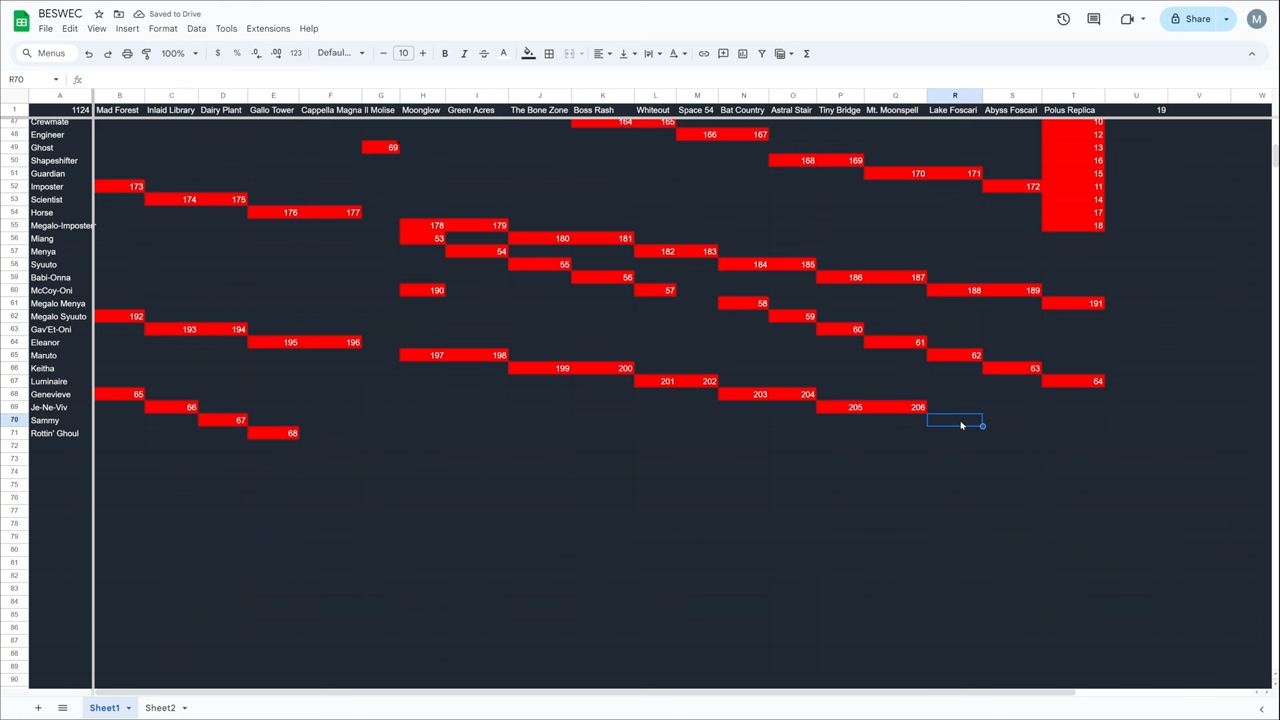 BESWEC Saved to Drive
File Edit View Insert Format Data Tools Extensions Help
Share M
Menus 100% $ % .0 .00 123 Defaul... 10 B I S A
R70 fx
A B C D E F G H I J K L M N O P Q R S T U V W
1 1124 Mad Forest Inlaid Library Dairy Plant Gallo Tower Cappella Magna Il Molise Moonglow Green Acres The Bone Zone Boss Rash Whiteout Space 54 Bat Country Astral Stair Tiny Bridge Mt. Moonspell Lake Foscari Abyss Foscari Polus Replica 19
47 Crewmate 164 165 10
48 Engineer 166 167 12
49 Ghost 69 13
50 Shapeshifter 168 169 16
51 Guardian 170 171 15
52 Imposter 173 172 11
53 Scientist 174 175 14
54 Horse 176 177 17
55 Megalo-Imposter 178 179 18
56 Miang 53 180 181
57 Menya 54 182 183
58 Syuuto 55 184 185
59 Babi-Onna 56 186 187
60 McCoy-Oni 190 57 188 189
61 Megalo Menya 58 191
62 Megalo Syuuto 192 59
63 Gav'Et-Oni 193 194 60
64 Eleanor 195 196 61
65 Maruto 197 198 62
66 Keitha 199 200 63
67 Luminaire 201 202 64
68 Genevieve 65 203 204
69 Je-Ne-Viv 66 205 206
70 Sammy 67
71 Rottin' Ghoul 68
72
73
74
75
76
77
78
79
80
81
82
83
84
85
86
87
88
89
90
Sheet1 Sheet2